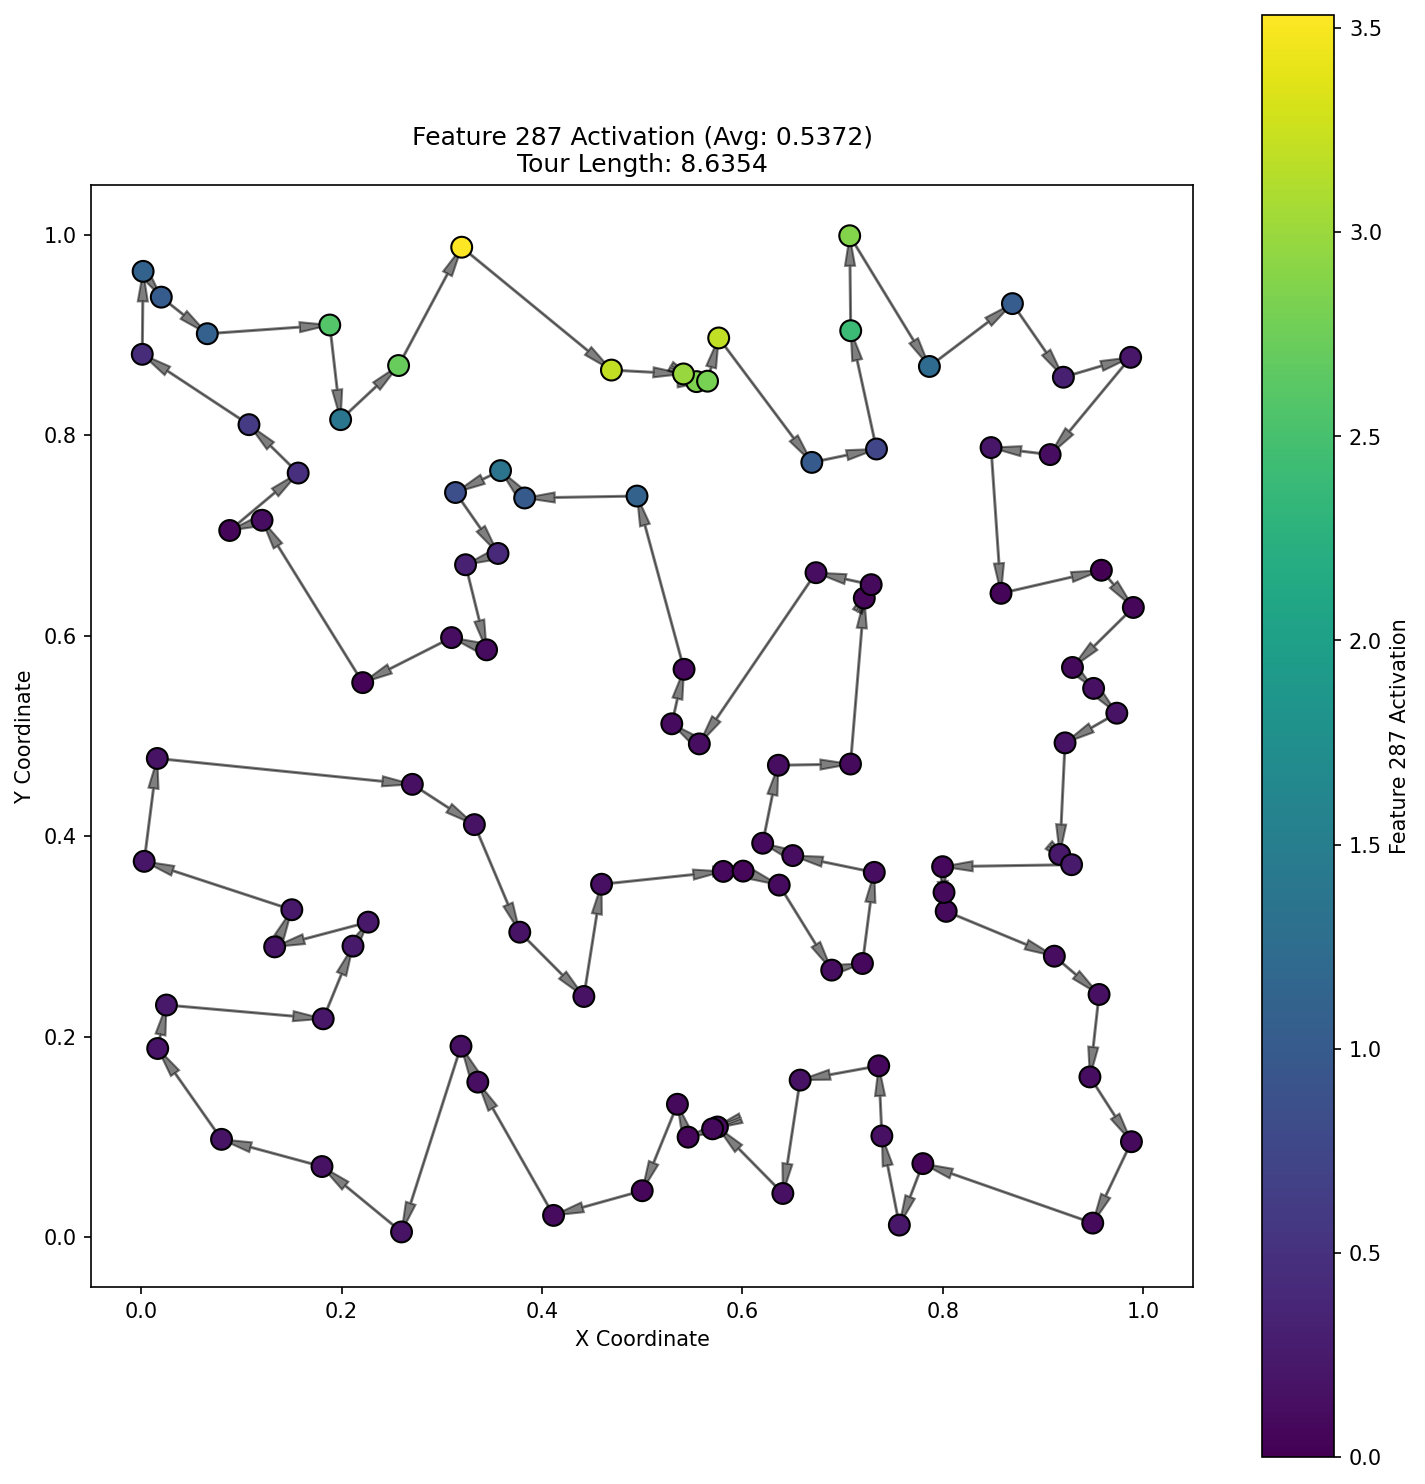 Feature 287 Activation (Avg: 0.5372)
Tour Length: 8.6354
Y Coordinate
1.0
0.8
0.6
0.4
0.2
0.0
0.0 0.2 0.4 0.6 0.8 1.0
X Coordinate
3.5
3.0
2.5
2.0
1.5
1.0
0.5
0.0
Feature 287 Activation